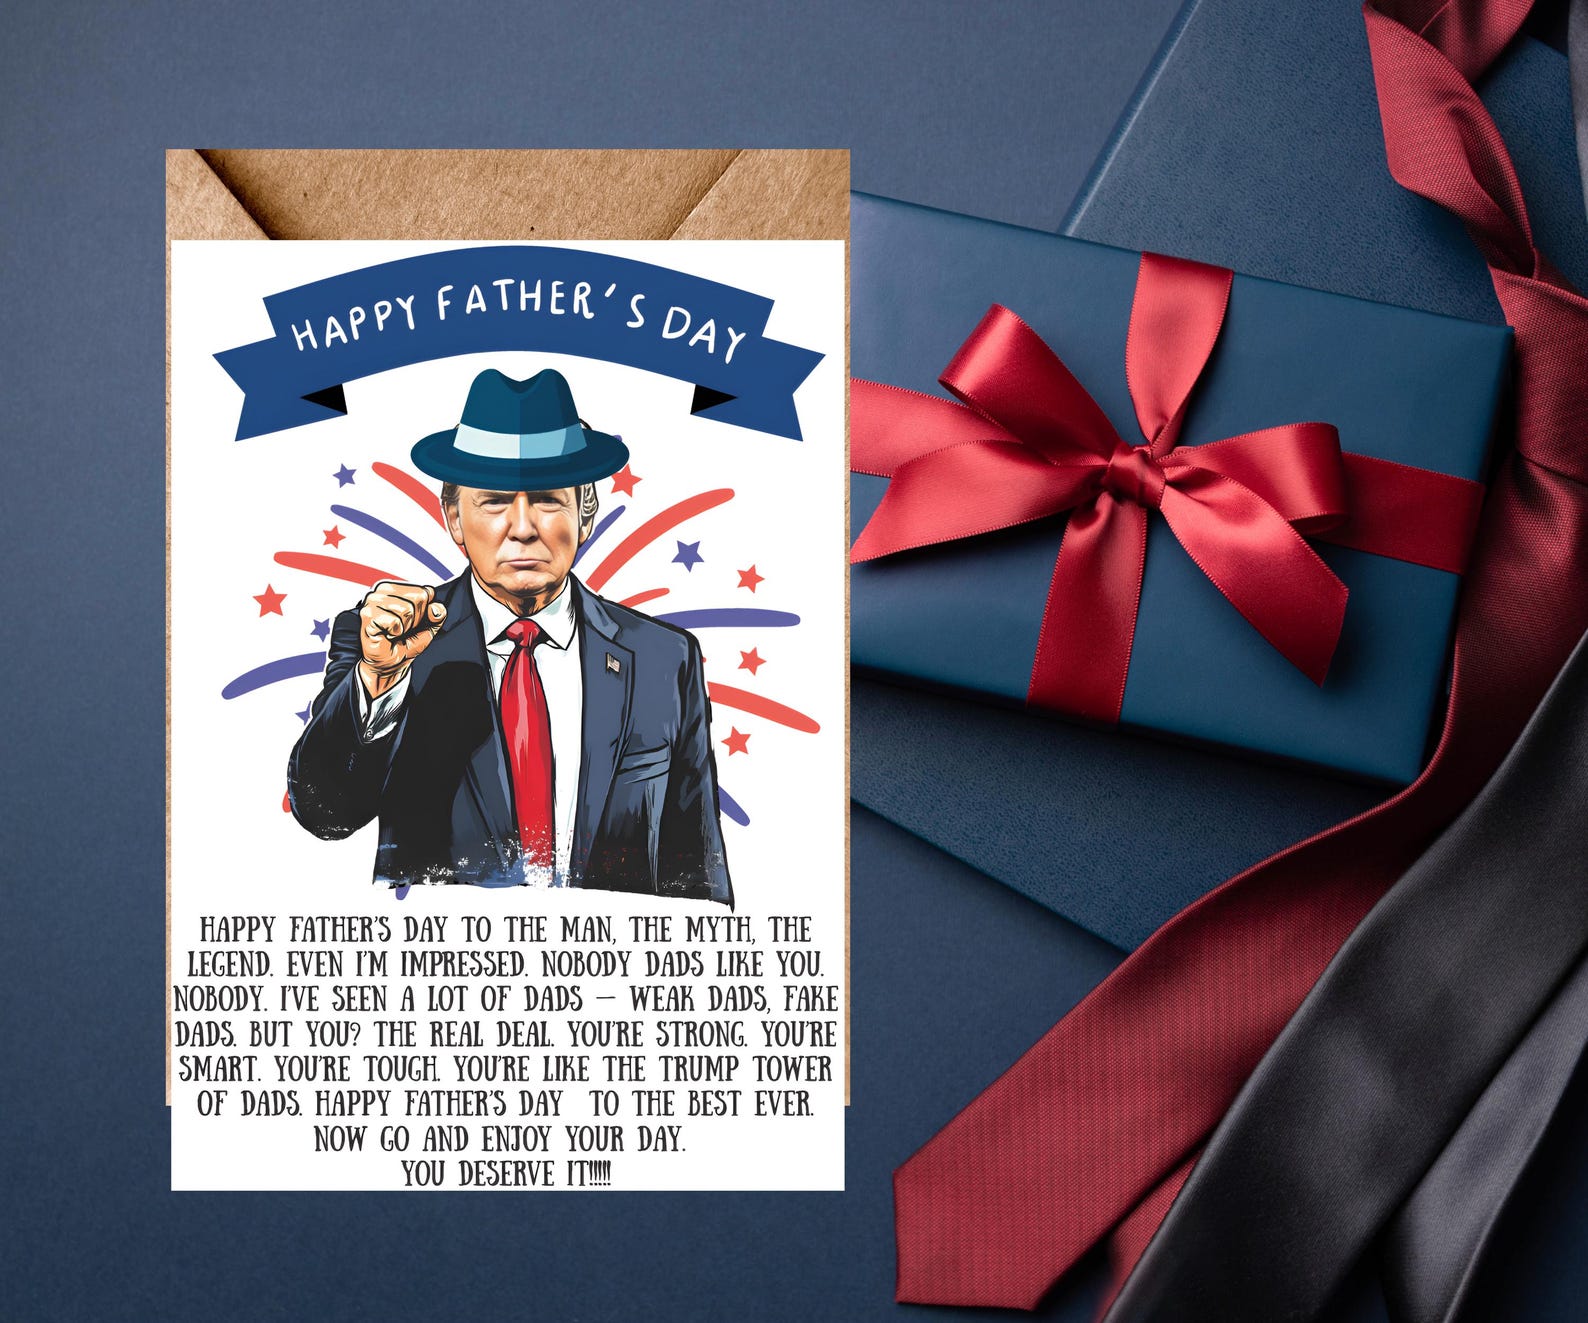 HAPPY FATHER'S DAY
HAPPY FATHER'S DAY TO THE MAN, THE MYTH, THE
LEGEND. EVEN I'M IMPRESSED. NOBODY DADS LIKE YOU.
NOBODY. I'VE SEEN A LOT OF DADS – WEAK DADS, FAKE
DADS. BUT YOU? THE REAL DEAL. YOU'RE STRONG. YOU'RE
SMART. YOU'RE TOUGH. YOU'RE LIKE THE TRUMP TOWER
OF DADS. HAPPY FATHER'S DAY TO THE BEST EVER.
NOW GO AND ENJOY YOUR DAY.
YOU DESERVE IT!!!!!